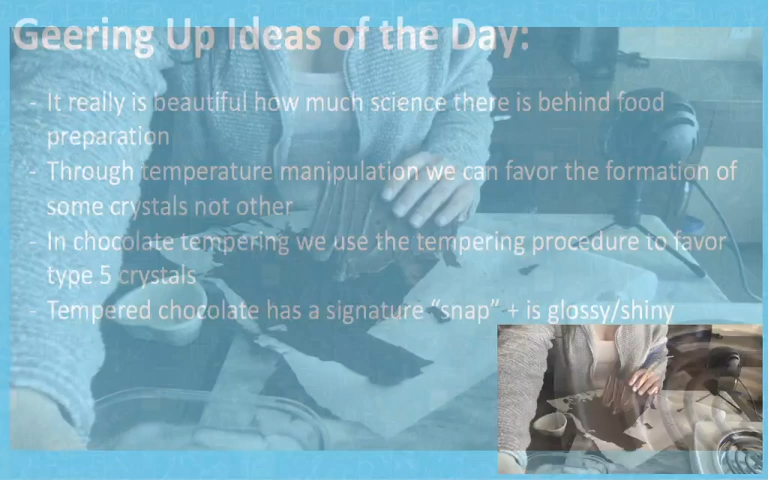 Geering Up Ideas of the Day:
- It really is beautiful how much science there is behind food
preparation
- Through temperature manipulation we can favor the formation of
some crystals not other
- In chocolate tempering we use the tempering procedure to favor
type 5 crystals
- Tempered chocolate has a signature “snap” + is glossy/shiny